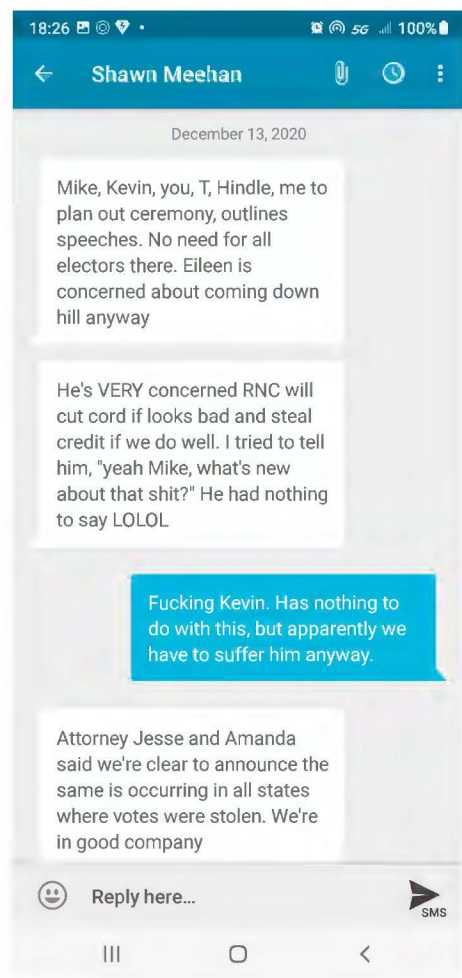 18:26 5G 100%
Shawn Meehan
December 13, 2020
Mike, Kevin, you, T, Hindle, me to
plan out ceremony, outlines
speeches. No need for all
electors there. Eileen is
concerned about coming down
hill anyway
He's VERY concerned RNC will
cut cord if looks bad and steal
credit if we do well. I tried to tell
him, "yeah Mike, what's new
about that shit?" He had nothing
to say LOLOL
Fucking Kevin. Has nothing to
do with this, but apparently we
have to suffer him anyway.
Attorney Jesse and Amanda
said we're clear to announce the
same is occurring in all states
where votes were stolen. We're
in good company
Reply here...
SMS